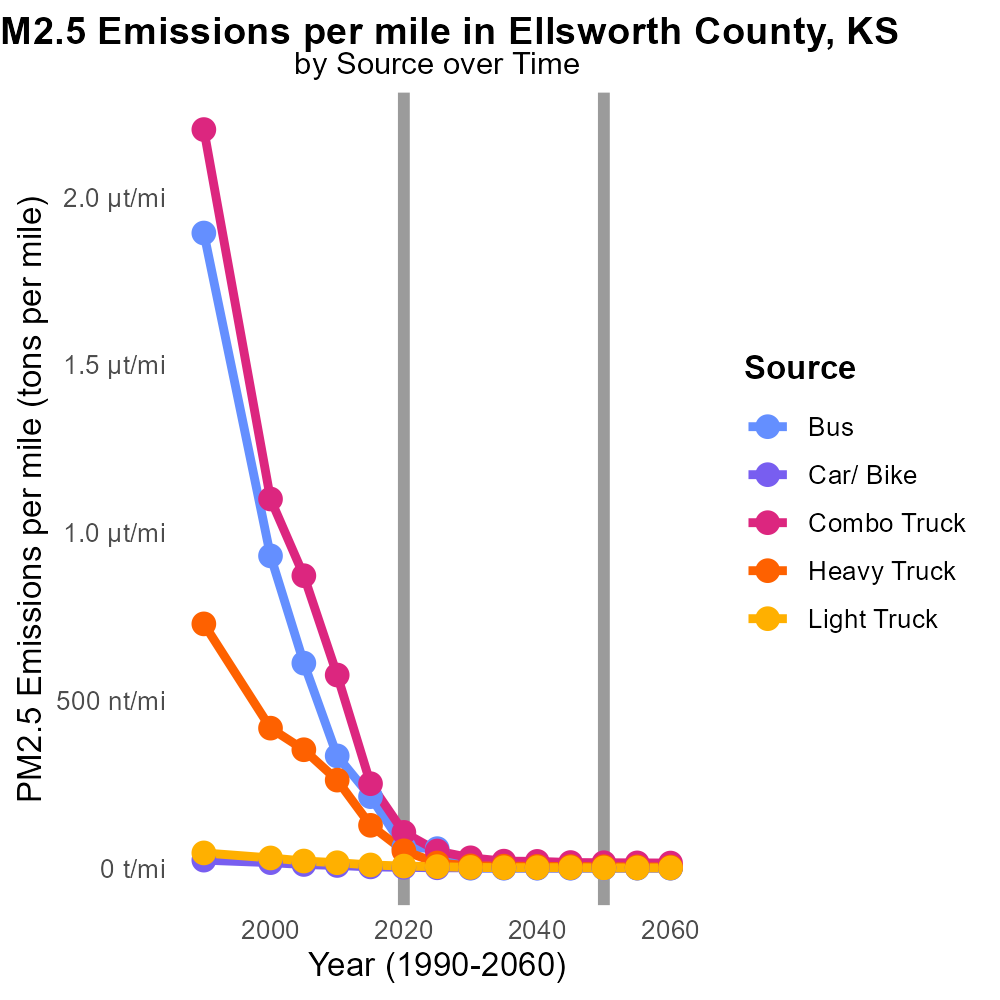 M2.5 Emissions per mile in Ellsworth County, KS
by Source over Time
PM2.5 Emissions per mile (tons per mile)
2.0 µt/mi
1.5 µt/mi
1.0 µt/mi
500 nt/mi
0 t/mi
2000
2020
2040
2060
Year (1990-2060)
Source
Bus
Car/ Bike
Combo Truck
Heavy Truck
Light Truck